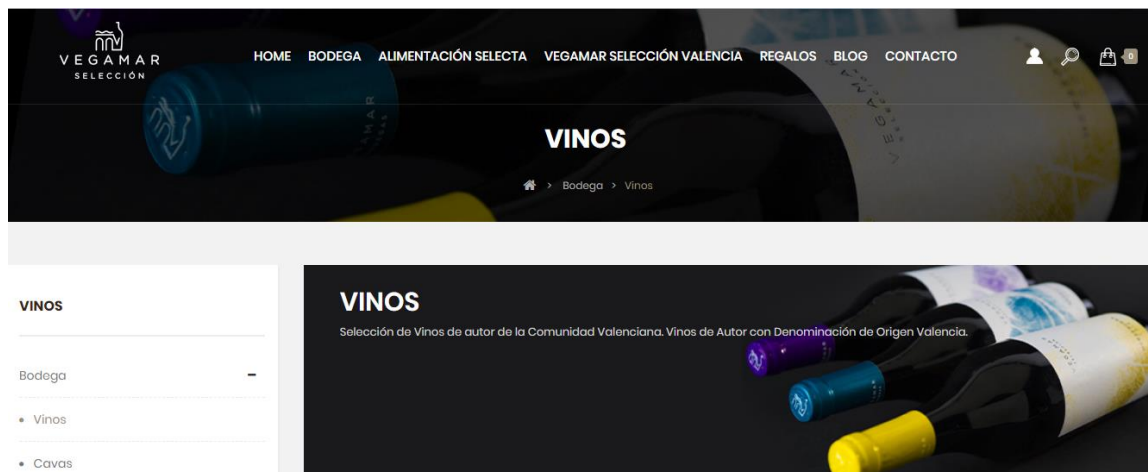 VEGAMAR
SELECCIÓN
HOME BODEGA ALIMENTACIÓN SELECTA VEGAMAR SELECCIÓN VALENCIA REGALOS BLOG CONTACTO
0
VINOS
> Bodega > Vinos
VINOS
Bodega -
• Vinos
• Cavas
VINOS
Selección de Vinos de autor de la Comunidad Valenciana. Vinos de Autor con Denominación de Origen Valencia.
VEGAMAR